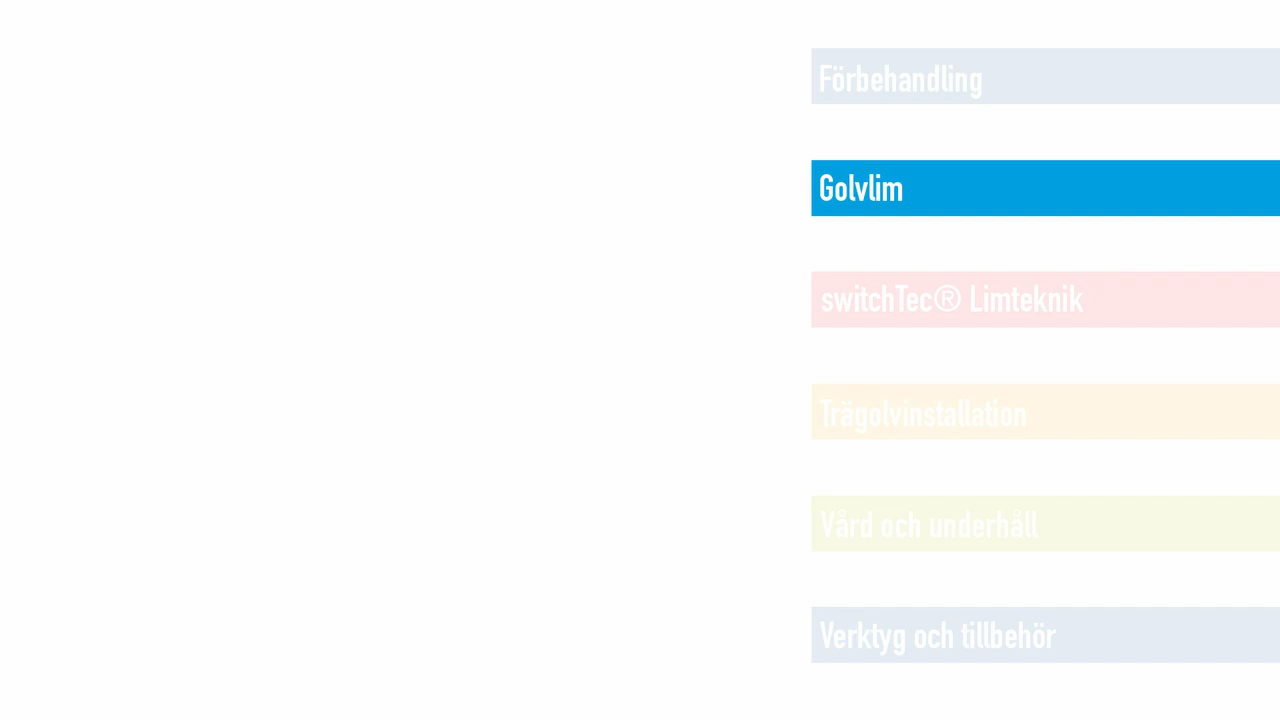 Förbehandling
Golvlim
switchTec® Limteknik
Trägolvinstallation
Vård och underhåll
Verktyg och tillbehör